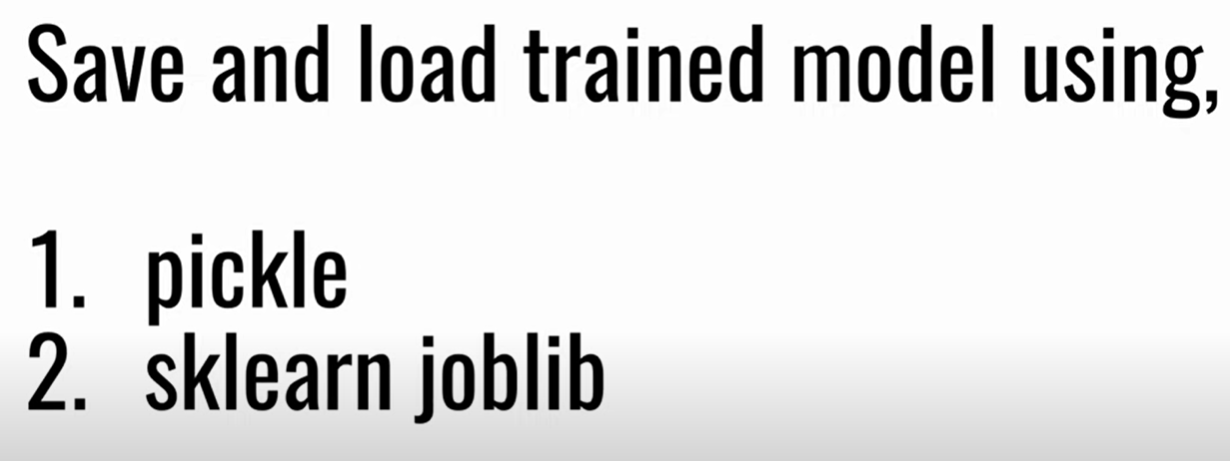 Save and load trained model using,
1. pickle
2. sklearn joblib